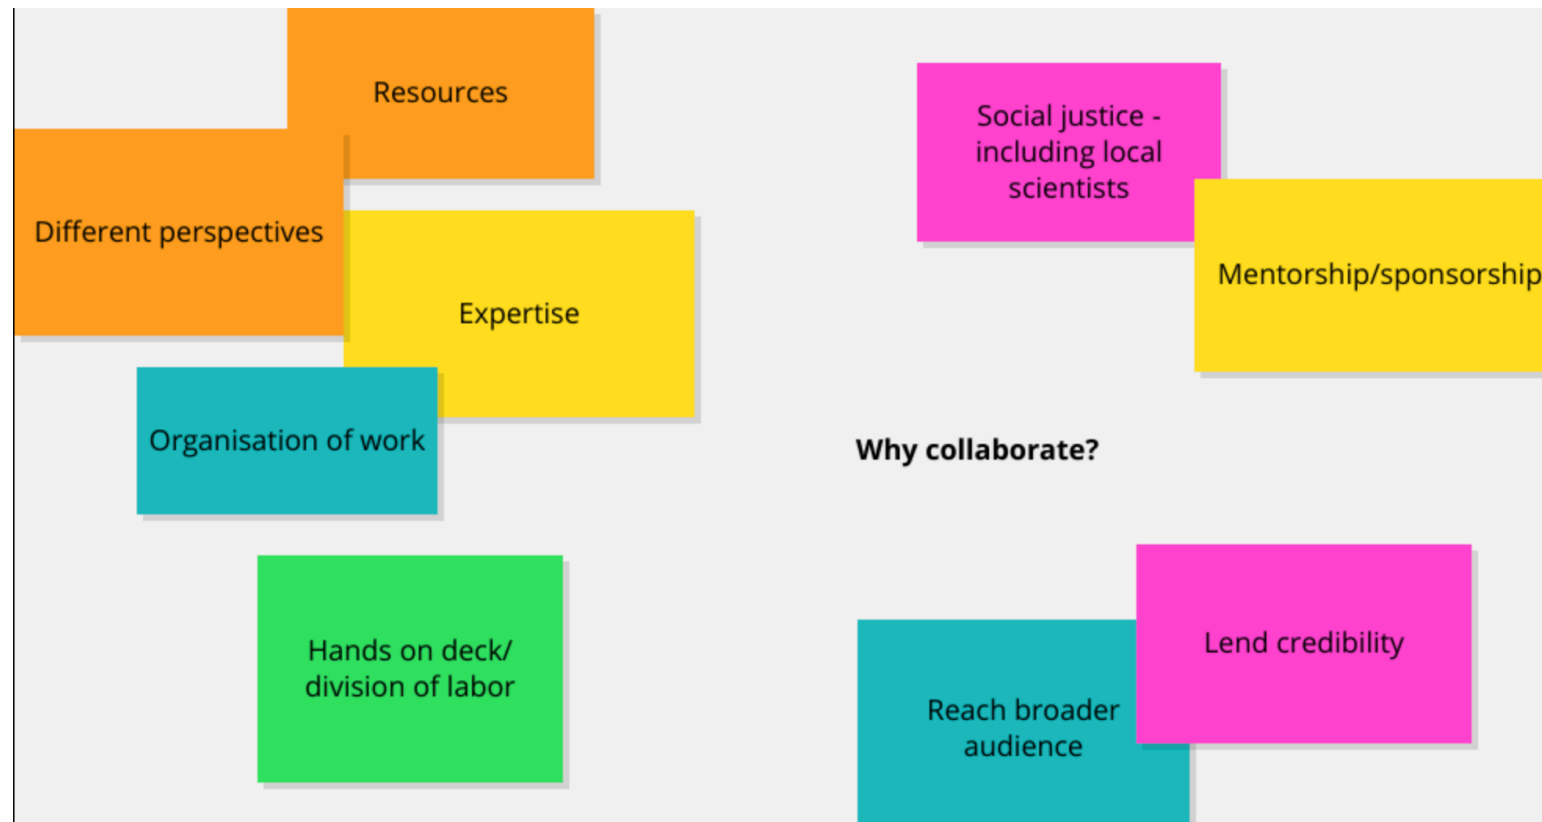 Resources
Different perspectives
Expertise
Organisation of work
Hands on deck/
division of labor
Social justice -
including local
scientists
Mentorship/sponsorship
Why collaborate?
Lend credibility
Reach broader
audience